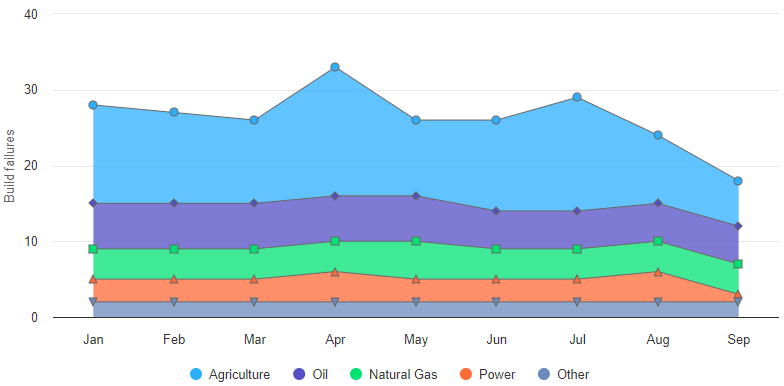 40
30
20
10
0
Build failures
Jan Feb Mar Apr May Jun Jul Aug Sep
Agriculture Oil Natural Gas Power Other